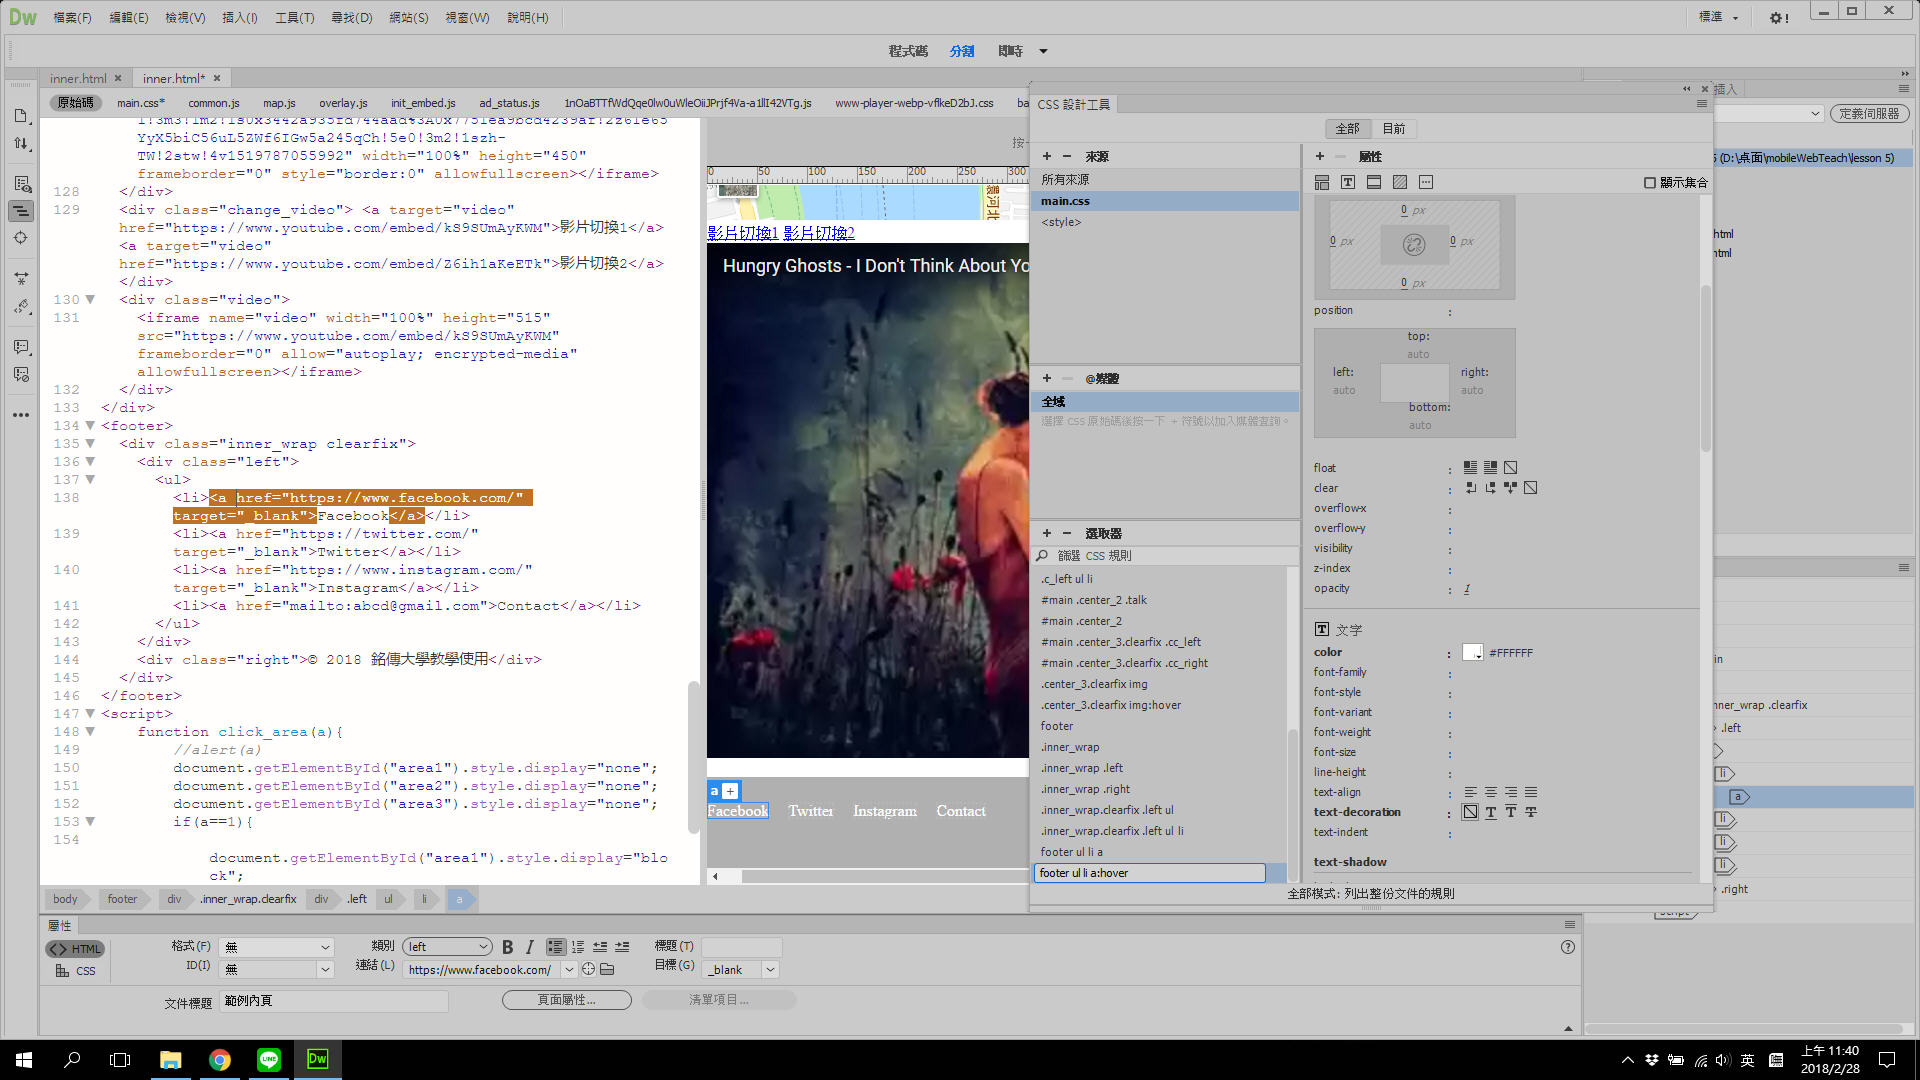 Dw 檔案(F) 編輯(E) 檢視(V) 插入(I) 工具(T) 尋找(D) 網站(S) 視窗(W) 說明(H) 標準
程式碼 分割 即時
inner.html inner.html*
原始碼 main.css* common.js map.js overlay.js init_embed.js ad_status.js 1nOaBTTfWdQqe0lw0uWleOiiJPrjf4Va-a1lIl42VTg.js www-player-webp-vflkeD2bJ.css ba
YyX5biC56uL5ZWf6IGw5a245qCh!5e0!3m2!1szh-
TW!2stw!4v1519787055992" width="100%" height="450"
frameborder="0" style="border:0" allowfullscreen></iframe>
128 </div>
129 <div class="change_video"> <a target="video"
href="https://www.youtube.com/embed/kS9SUmAyKWM">影片切換1</a>
<a target="video"
href="https://www.youtube.com/embed/Z6ih1aKeETk">影片切換2</a>
</div>
130 <div class="video">
131 <iframe name="video" width="100%" height="515"
src="https://www.youtube.com/embed/kS9SUmAyKWM"
frameborder="0" allow="autoplay; encrypted-media"
allowfullscreen></iframe>
132 </div>
133 </div>
134 <footer>
135 <div class="inner_wrap clearfix">
136 <div class="left">
137 <ul>
138 <li><a href="https://www.facebook.com/"
target="_blank">Facebook</a></li>
139 <li><a href="https://twitter.com/"
target="_blank">Twitter</a></li>
140 <li><a href="https://www.instagram.com/"
target="_blank">Instagram</a></li>
141 <li><a href="mailto:abcd@gmail.com">Contact</a></li>
142 </ul>
143 </div>
144 <div class="right">© 2018 銘傳大學教學使用</div>
145 </div>
146 </footer>
147 <script>
148 function click_area(a){
149 //alert(a)
150 document.getElementById("area1").style.display="none";
151 document.getElementById("area2").style.display="none";
152 document.getElementById("area3").style.display="none";
153 if(a==1){
154
document.getElementById("area1").style.display="blo
ck";
按一
0 50 100 150 200 250 300
影片切換1 影片切換2
Hungry Ghosts - I Don't Think About Yo
a +
Facebook Twitter Instagram Contact
CSS 設計工具
全部 目前
+ − 來源
所有來源
main.css
<style>
+ − @媒體
全域
選擇 CSS 原始碼後按一下 + 符號以加入媒體查詢。
+ − 選取器
篩選 CSS 規則
.c_left ul li
#main .center_2 .talk
#main .center_2
#main .center_3.clearfix .cc_left
#main .center_3.clearfix .cc_right
.center_3.clearfix img
.center_3.clearfix img:hover
footer
.inner_wrap
.inner_wrap .left
.inner_wrap .right
.inner_wrap.clearfix .left ul
.inner_wrap.clearfix .left ul li
footer ul li a
footer ul li a:hover
+ − 屬性
顯示集合
0 px
0 px 0 px
0 px
position :
top:
auto
left: right:
auto auto
bottom:
auto
float :
clear :
overflow-x :
overflow-y :
visibility :
z-index :
opacity : 1
T 文字
color : #FFFFFF
font-family :
font-style :
font-variant :
font-weight :
font-size :
line-height :
text-align :
text-decoration :
text-indent :
text-shadow
全部模式: 列出整份文件的規則
插入
定義伺服器
5 (D:\桌面\mobileWebTeach\lesson 5)
html
html
in
nner_wrap .clearfix
.left
li
a
li
li
li
.right
script
body footer div .inner_wrap.clearfix div .left ul li a
屬性
<> HTML 格式(F) 無 類別 left B I 標題(T)
CSS ID(I) 無 連結(L) https://www.facebook.com/ 目標(G) _blank
文件標題 範例內頁 頁面屬性... 清單項目...
Dw 英 上午 11:40
2018/2/28